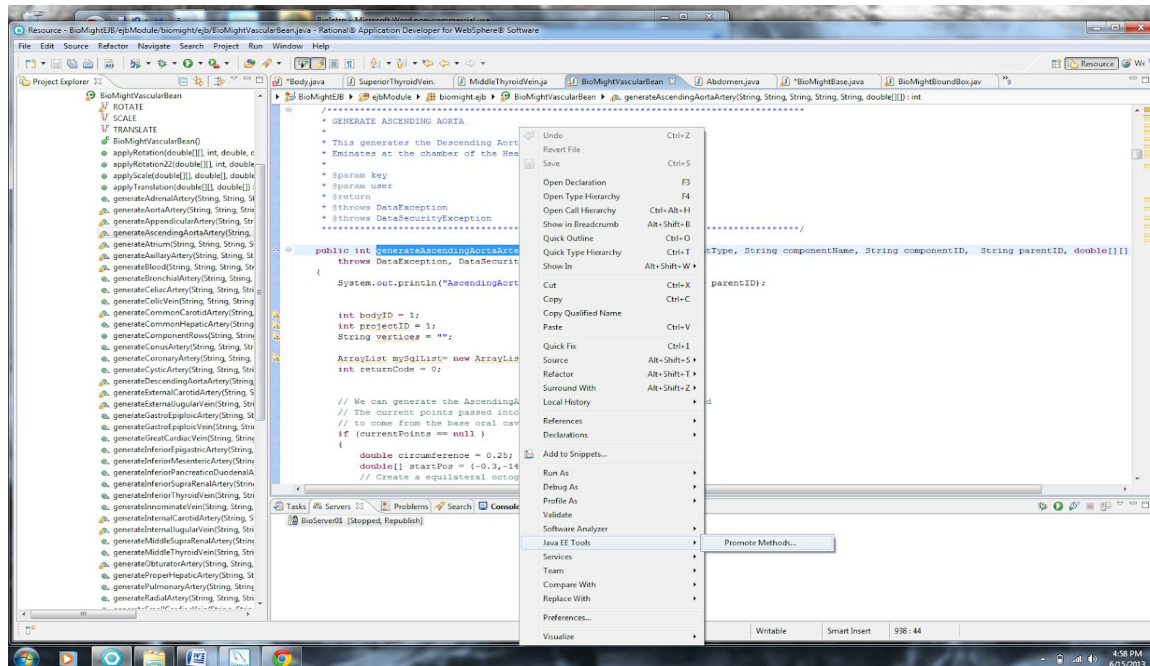 Resource - BioMightEJB/ejbModule/biomight/ejb/BioMightVascularBean.java - Rational® Application Developer for WebSphere® Software
File Edit Source Refactor Navigate Search Project Run Window Help
Resource
Project Explorer
*Body.java
SuperiorThyroidVein.
MiddleThyroidVein.ja
BioMightVascularBean
Abdomen.java
*BioMightBase.java
BioMightBoundBox.jav
BioMightEJB
ejbModule
biomight.ejb
BioMightVascularBean
generateAscendingAortaArtery(String, String, String, String, String, double[][]) : int
BioMightVascularBean
ROTATE
SCALE
TRANSLATE
BioMightVascularBean()
applyRotation(double[][], int, double, d
applyRotation22(double[][], int, double
applyScale(double[][], double[], double
applyTranslation(double[][], double[]) :
generateAdrenalArtery(String, String, S
generateAortaArtery(String, String, Strin
generateAppendicularArtery(String, Str
generateAscendingAortaArtery(String,
generateAtrium(String, String, String, S
generateAxillaryArtery(String, String, St
generateBlood(String, String, String, Str
generateBronchialArtery(String, String,
generateCeliacArtery(String, String, Stri
generateColicVein(String, String, String
generateCommonCarotidArtery(String,
generateCommonHepaticArtery(String
generateComponentRows(String, Strin
generateConusArtery(String, String, Stri
generateCoronaryArtery(String, String,
generateCysticArtery(String, String, Stri
generateDescendingAortaArtery(String
generateExternalCarotidArtery(String, S
generateExternalJugularVein(String, Stri
generateGastroEpiploicArtery(String, St
generateGastroEpiploicVein(String, Stri
generateGreatCardiacVein(String, String
generateInferiorEpigastricArtery(String,
generateInferiorMesentericArtery(String
generateInferiorPancreaticoDuodenalA
generateInferiorSupraRenalArtery(Strin
generateInferiorThyroidVein(String, Stri
generateInnominateVein(String, String,
generateInternalCarotidArtery(String, S
generateInternalJugularVein(String, Stri
generateMiddleSupraRenalArtery(String
generateMiddleThyroidVein(String, Stri
generateObturatorArtery(String, String,
generateProperHepaticArtery(String, St
generatePulmonaryArtery(String, String
generateRadialArtery(String, String, Stri
* GENERATE ASCENDING AORTA
*
* This generates the Descending Aort
* Eminates at the chamber of the Hea
*
* @param key
* @param user
* @return
* @throws DataException
* @throws DataSecurityException
public int generateAscendingAortaArte tType, String componentName, String componentID, String parentID, double[][]
throws DataException, DataSecurit
{
System.out.println("AscendingAort parentID);
int bodyID = 1;
int projectID = 1;
String vertices = "";
ArrayList mySqlList= new ArrayLis
int returnCode = 0;
// We can generate the AscendingA d
// The current points passed into
// to come from the base oral cav
if (currentPoints == null )
{
double circumference = 0.25;
double[] startPos = {-0.3,-14
// Create a equilateral octog
Undo Ctrl+Z
Revert File
Save Ctrl+S
Open Declaration F3
Open Type Hierarchy F4
Open Call Hierarchy Ctrl+Alt+H
Show in Breadcrumb Alt+Shift+B
Quick Outline Ctrl+O
Quick Type Hierarchy Ctrl+T
Show In Alt+Shift+W
Cut Ctrl+X
Copy Ctrl+C
Copy Qualified Name
Paste Ctrl+V
Quick Fix Ctrl+1
Source Alt+Shift+S
Refactor Alt+Shift+T
Surround With Alt+Shift+Z
Local History
References
Declarations
Add to Snippets...
Run As
Debug As
Profile As
Validate
Software Analyzer
Java EE Tools
Promote Methods...
Services
Team
Compare With
Replace With
Preferences...
Visualize
Tasks Servers Problems Search Console
BioServer01 [Stopped, Republish]
Writable Smart Insert 938 : 44
4:58 PM
6/15/2013